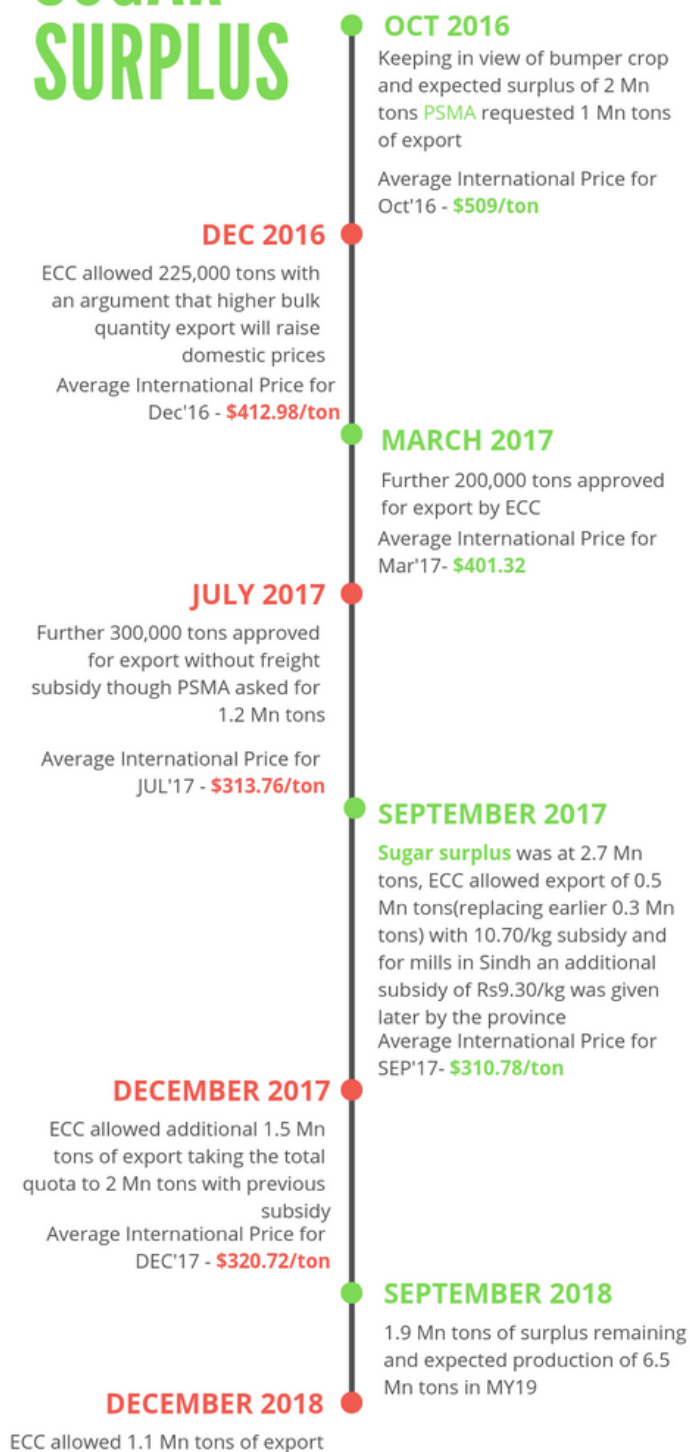 SUGAR
SURPLUS
OCT 2016
Keeping in view of bumper crop
and expected surplus of 2 Mn
tons PSMA requested 1 Mn tons
of export
Average International Price for
Oct'16 - $509/ton
DEC 2016
ECC allowed 225,000 tons with
an argument that higher bulk
quantity export will raise
domestic prices
Average International Price for
Dec'16 - $412.98/ton
MARCH 2017
Further 200,000 tons approved
for export by ECC
Average International Price for
Mar'17- $401.32
JULY 2017
Further 300,000 tons approved
for export without freight
subsidy though PSMA asked for
1.2 Mn tons
Average International Price for
JUL'17 - $313.76/ton
SEPTEMBER 2017
Sugar surplus was at 2.7 Mn
tons, ECC allowed export of 0.5
Mn tons(replacing earlier 0.3 Mn
tons) with 10.70/kg subsidy and
for mills in Sindh an additional
subsidy of Rs9.30/kg was given
later by the province
Average International Price for
SEP'17- $310.78/ton
DECEMBER 2017
ECC allowed additional 1.5 Mn
tons of export taking the total
quota to 2 Mn tons with previous
subsidy
Average International Price for
DEC'17 - $320.72/ton
SEPTEMBER 2018
1.9 Mn tons of surplus remaining
and expected production of 6.5
Mn tons in MY19
DECEMBER 2018
ECC allowed 1.1 Mn tons of export